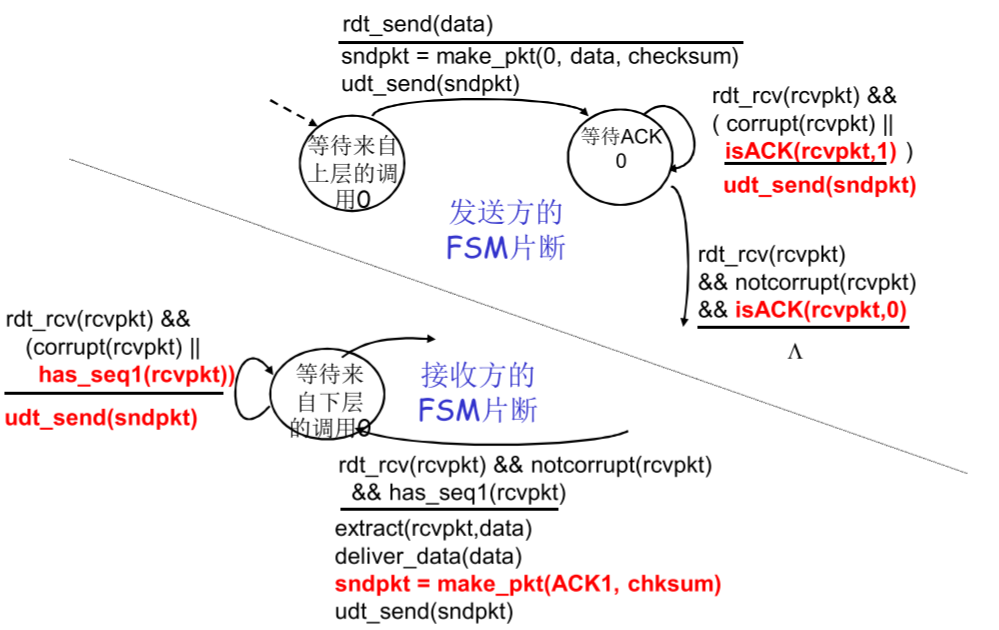 rdt_send(data)
sndpkt = make_pkt(0, data, checksum)
udt_send(sndpkt)
等待来自
上层的调
用0
等待ACK
0
rdt_rcv(rcvpkt) &&
( corrupt(rcvpkt) ||
isACK(rcvpkt,1) )
udt_send(sndpkt)
发送方的
FSM片断
rdt_rcv(rcvpkt)
&& notcorrupt(rcvpkt)
&& isACK(rcvpkt,0)
Λ
rdt_rcv(rcvpkt) &&
(corrupt(rcvpkt) ||
has_seq1(rcvpkt))
udt_send(sndpkt)
等待来
自下层
的调用0
接收方的
FSM片断
rdt_rcv(rcvpkt) && notcorrupt(rcvpkt)
&& has_seq1(rcvpkt)
extract(rcvpkt,data)
deliver_data(data)
sndpkt = make_pkt(ACK1, chksum)
udt_send(sndpkt)